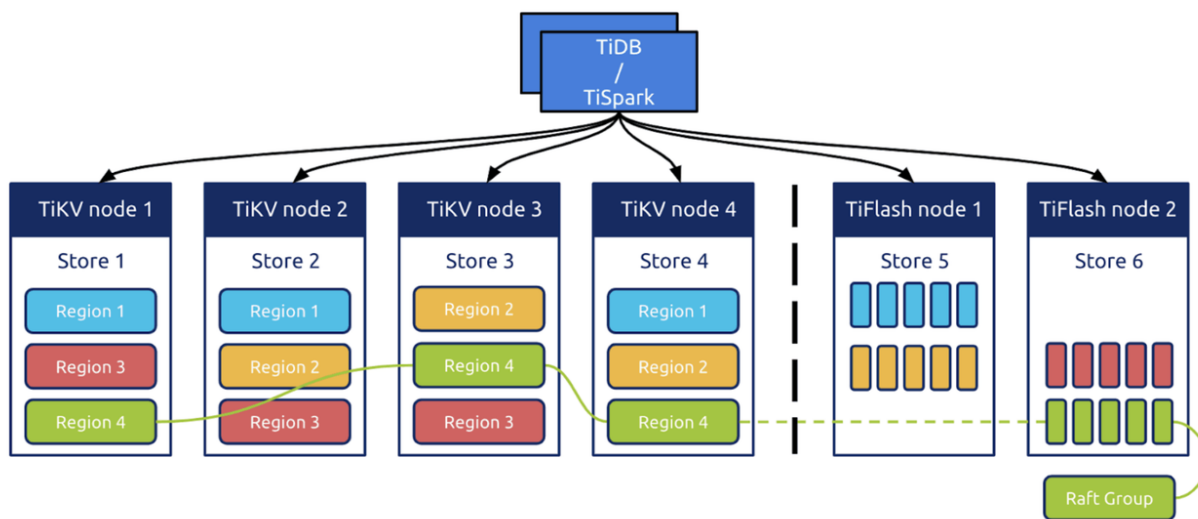 TiDB
/
TiSpark
TiKV node 1
TiKV node 2
TiKV node 3
TiKV node 4
TiFlash node 1
TiFlash node 2
Store 1
Store 2
Store 3
Store 4
Store 5
Store 6
Region 1
Region 1
Region 2
Region 1
Region 3
Region 2
Region 4
Region 2
Region 4
Region 3
Region 3
Region 4
Raft Group